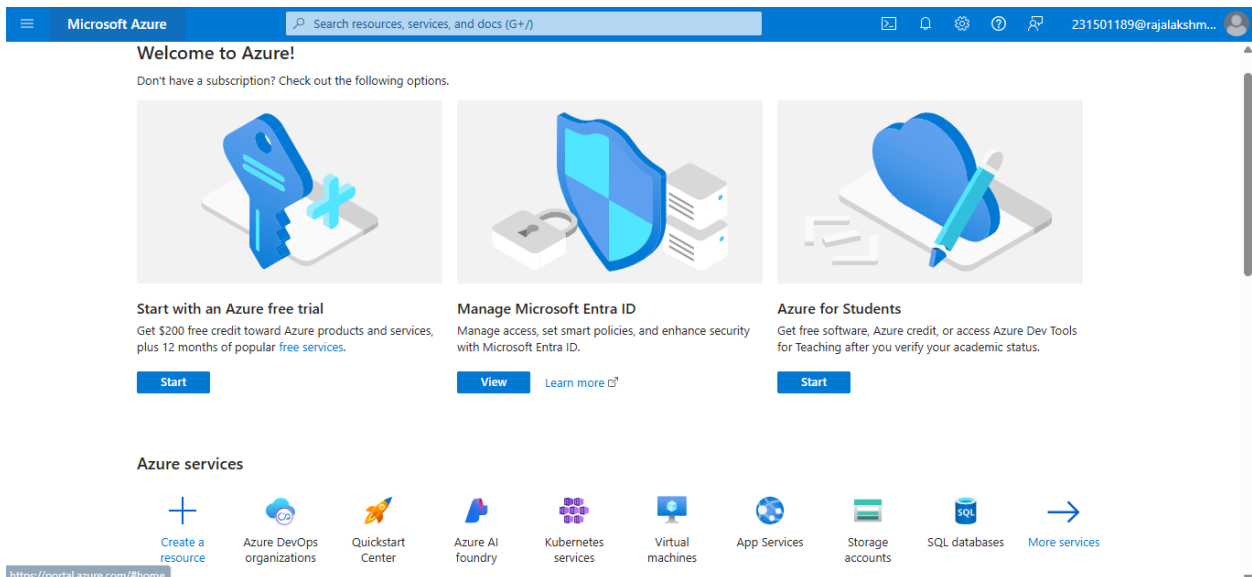 Microsoft Azure
Search resources, services, and docs (G+/)
231501189@rajalakshm...
Welcome to Azure!
Don't have a subscription? Check out the following options.
Start with an Azure free trial
Get $200 free credit toward Azure products and services,
plus 12 months of popular free services.
Start
Manage Microsoft Entra ID
Manage access, set smart policies, and enhance security
with Microsoft Entra ID.
View
Learn more
Azure for Students
Get free software, Azure credit, or access Azure Dev Tools
for Teaching after you verify your academic status.
Start
Azure services
Create a
resource
Azure DevOps
organizations
Quickstart
Center
Azure AI
foundry
Kubernetes
services
Virtual
machines
App Services
Storage
accounts
SQL
SQL databases
More services
https://portal.azure.com/#home